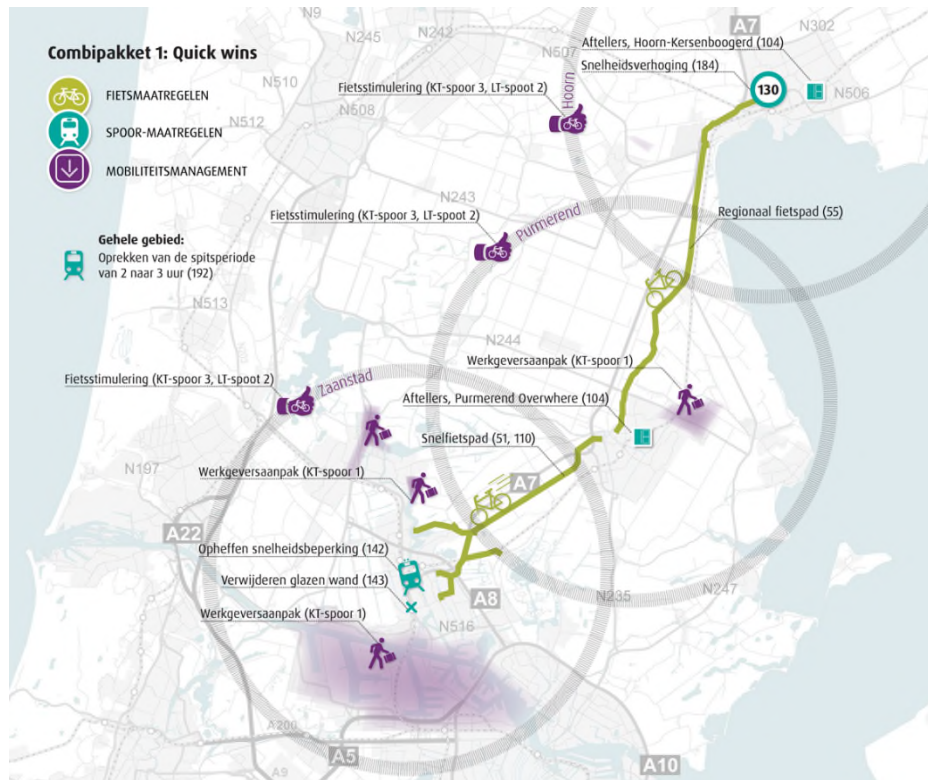 Combipakket 1: Quick wins
FIETSMAATREGELEN
SPOOR-MAATREGELEN
MOBILITEITSMANAGEMENT
Gehele gebied:
Oprekken van de spitsperiode
van 2 naar 3 uur (192)
N9
N245
N242
A7
N302
Aftellers, Hoorn-Kersenboogerd (104)
N507
Snelheidsverhoging (184)
Fietsstimulering (KT-spoor 3, LT-spoor 2)
Hoorn
130
N506
N510
N508
N512
N243
Fietsstimulering (KT-spoor 3, LT-spoot 2)
Purmerend
Regionaal fietspad (55)
N513
N244
Werkgeversaanpak (KT-spoor 1)
Fietsstimulering (KT-spoor 3, LT-spoot 2)
Zaanstad
Aftellers, Purmerend Overwhere (104)
Snelfietspad (51, 110)
N197
Werkgeversaanpak (KT-spoor 1)
A7
A22
Opheffen snelheidsbeperking (142)
Verwijderen glazen wand (143)
A8
N235
N247
Werkgeversaanpak (KT-spoor 1)
N516
A200
A5
A9
A10